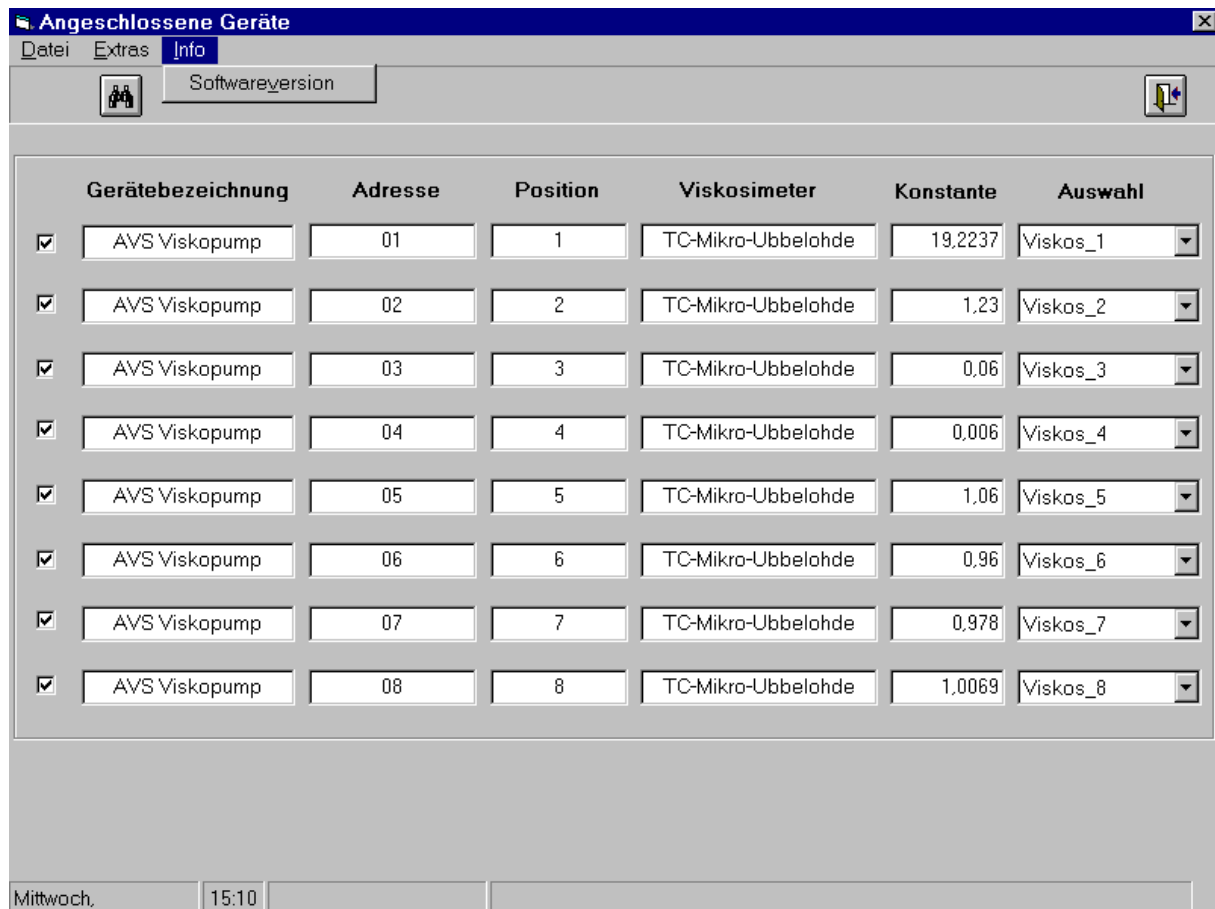 Angeschlossene Geräte
Datei Extras Info
Softwareversion
Gerätebezeichnung Adresse Position Viskosimeter Konstante Auswahl
AVS Viskopump 01 1 TC-Mikro-Ubbelohde 19,2237 Viskos_1
AVS Viskopump 02 2 TC-Mikro-Ubbelohde 1,23 Viskos_2
AVS Viskopump 03 3 TC-Mikro-Ubbelohde 0,06 Viskos_3
AVS Viskopump 04 4 TC-Mikro-Ubbelohde 0,006 Viskos_4
AVS Viskopump 05 5 TC-Mikro-Ubbelohde 1,06 Viskos_5
AVS Viskopump 06 6 TC-Mikro-Ubbelohde 0,96 Viskos_6
AVS Viskopump 07 7 TC-Mikro-Ubbelohde 0,978 Viskos_7
AVS Viskopump 08 8 TC-Mikro-Ubbelohde 1,0069 Viskos_8
Mittwoch, 15:10